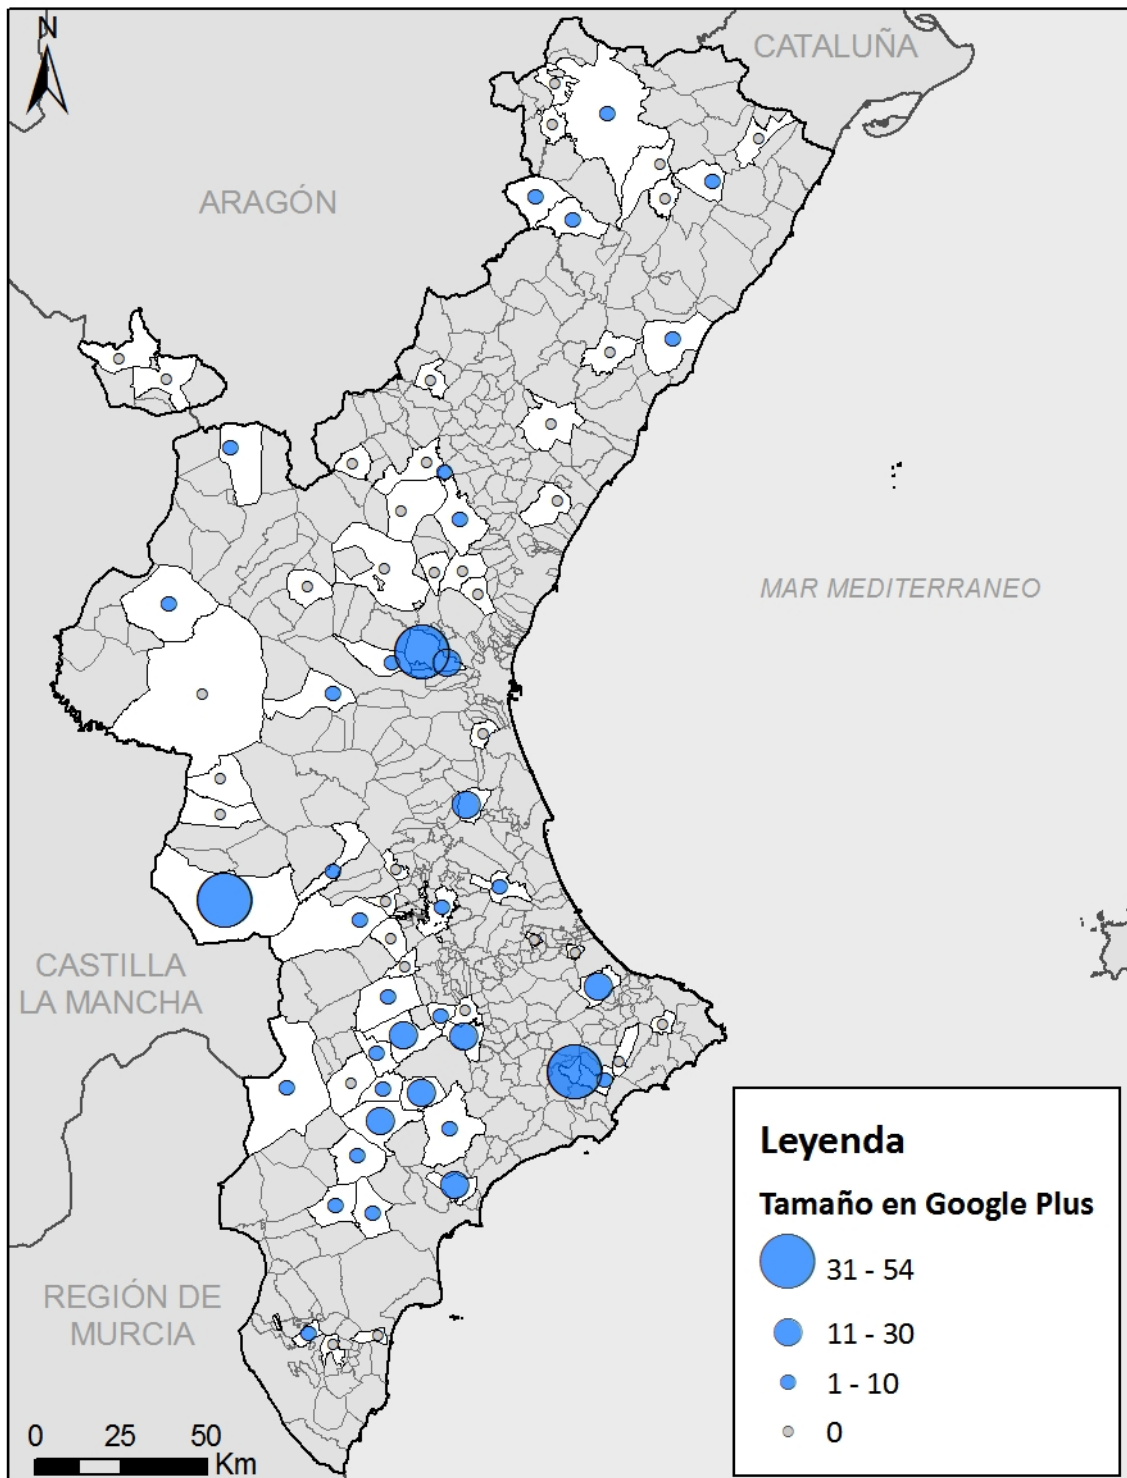 N
CATALUÑA
ARAGÓN
MAR MEDITERRANEO
CASTILLA
LA MANCHA
REGIÓN DE
MURCIA
Leyenda
Tamaño en Google Plus
31 - 54
11 - 30
1 - 10
0
0 25 50
Km